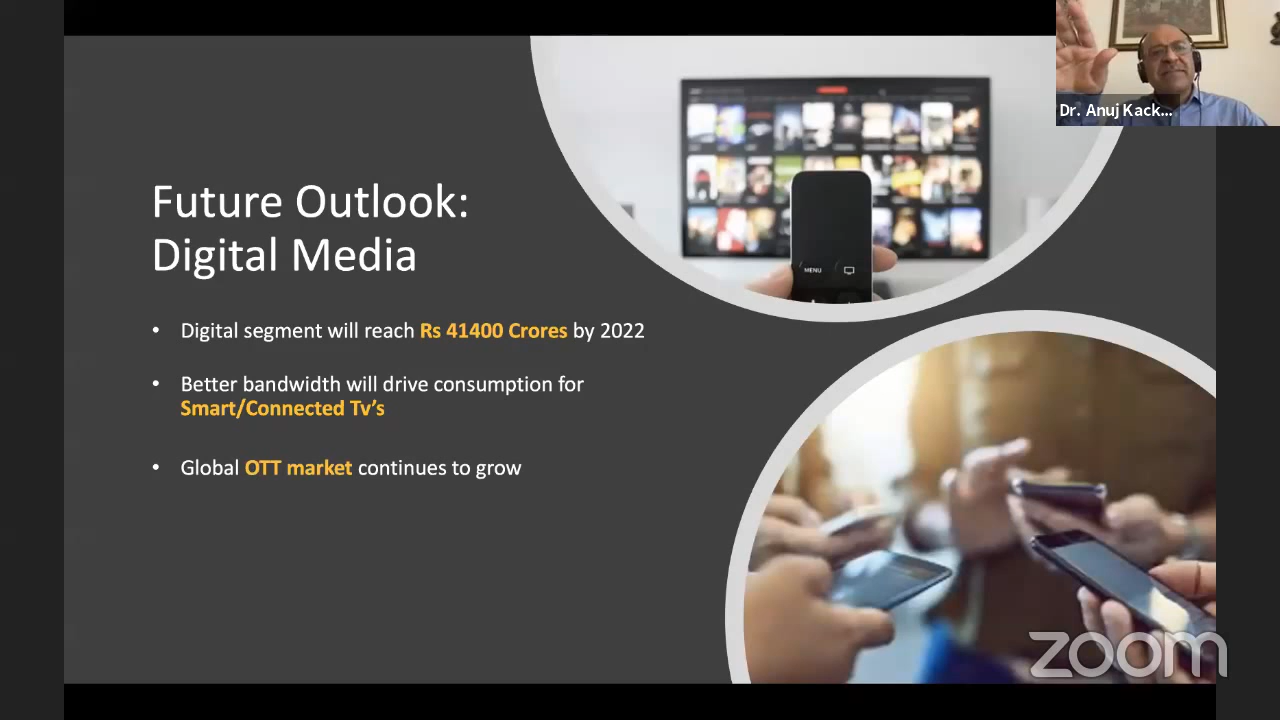 Dr. Anuj Kack...
Future Outlook:
Digital Media
• Digital segment will reach Rs 41400 Crores by 2022
• Better bandwidth will drive consumption for
Smart/Connected Tv's
• Global OTT market continues to grow
MENU
zoom